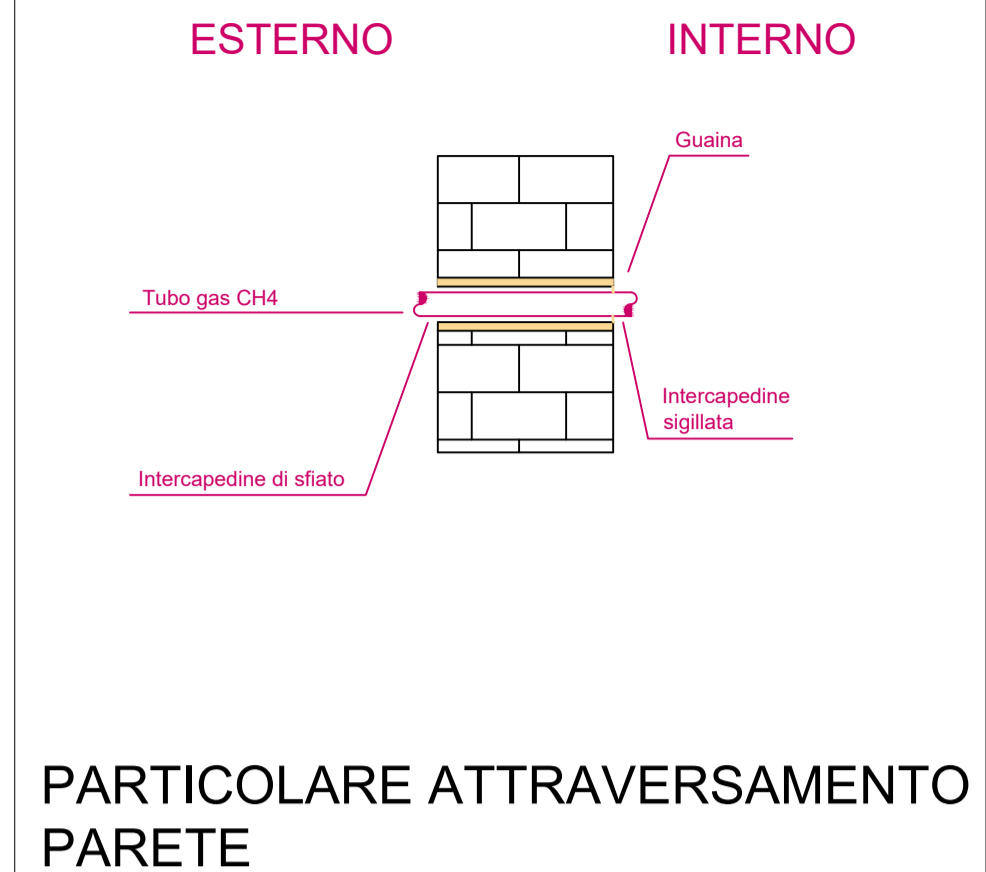 ESTERNO
INTERNO
Guaina
Tubo gas CH4
Intercapedine
sigillata
Intercapedine di sfiato
PARTICOLARE ATTRAVERSAMENTO
PARETE